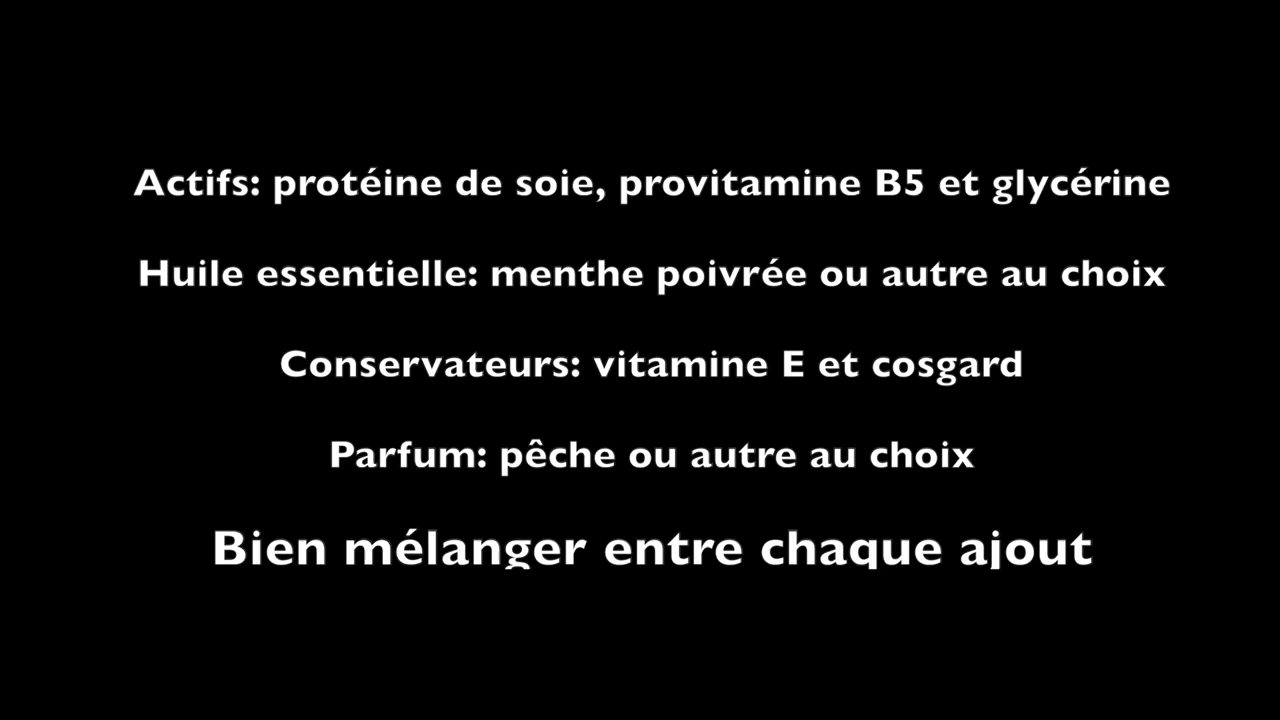 Actifs: protéine de soie, provitamine B5 et glycérine
Huile essentielle: menthe poivrée ou autre au choix
Conservateurs: vitamine E et cosgard
Parfum: pêche ou autre au choix
Bien mélanger entre chaque ajout